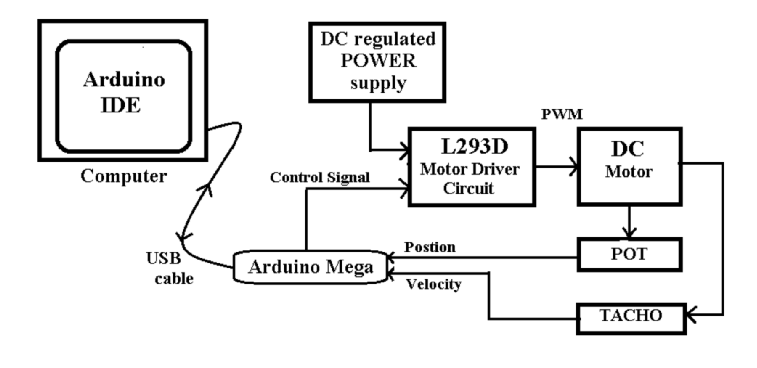 Arduino
IDE
Computer
DC regulated
POWER
supply
L293D
Motor Driver
Circuit
PWM
DC
Motor
Control Signal
USB
cable
Arduino Mega
Postion
Velocity
POT
TACHO